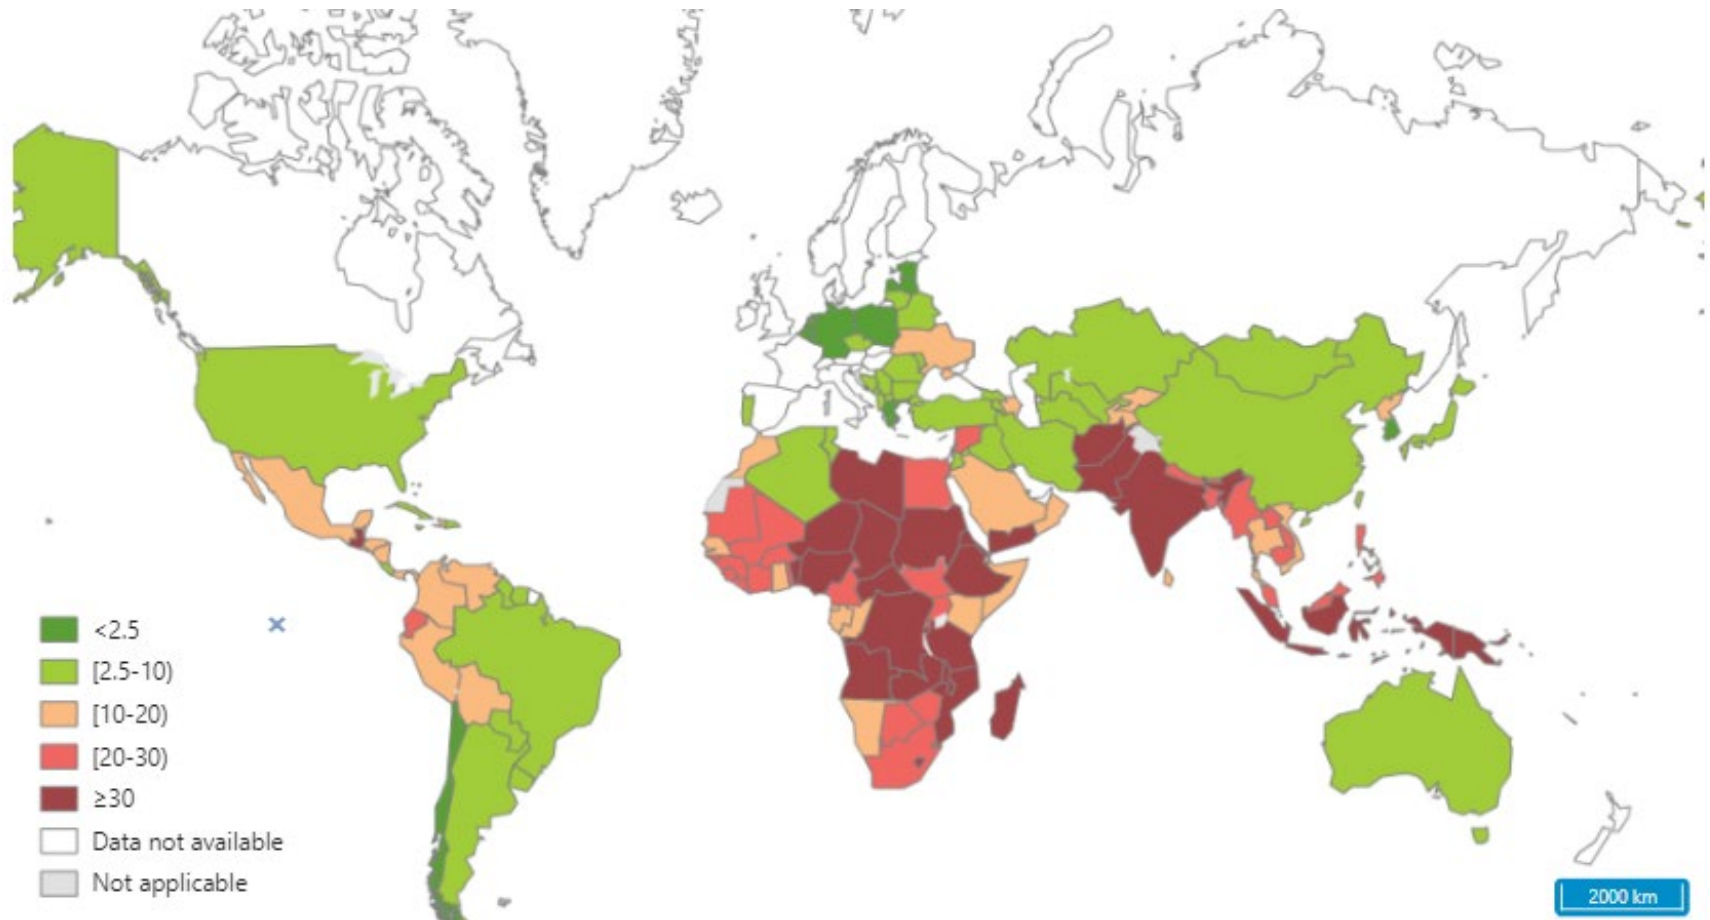 <2.5
[2.5-10)
[10-20)
[20-30)
≥30
Data not available
Not applicable
2000 km